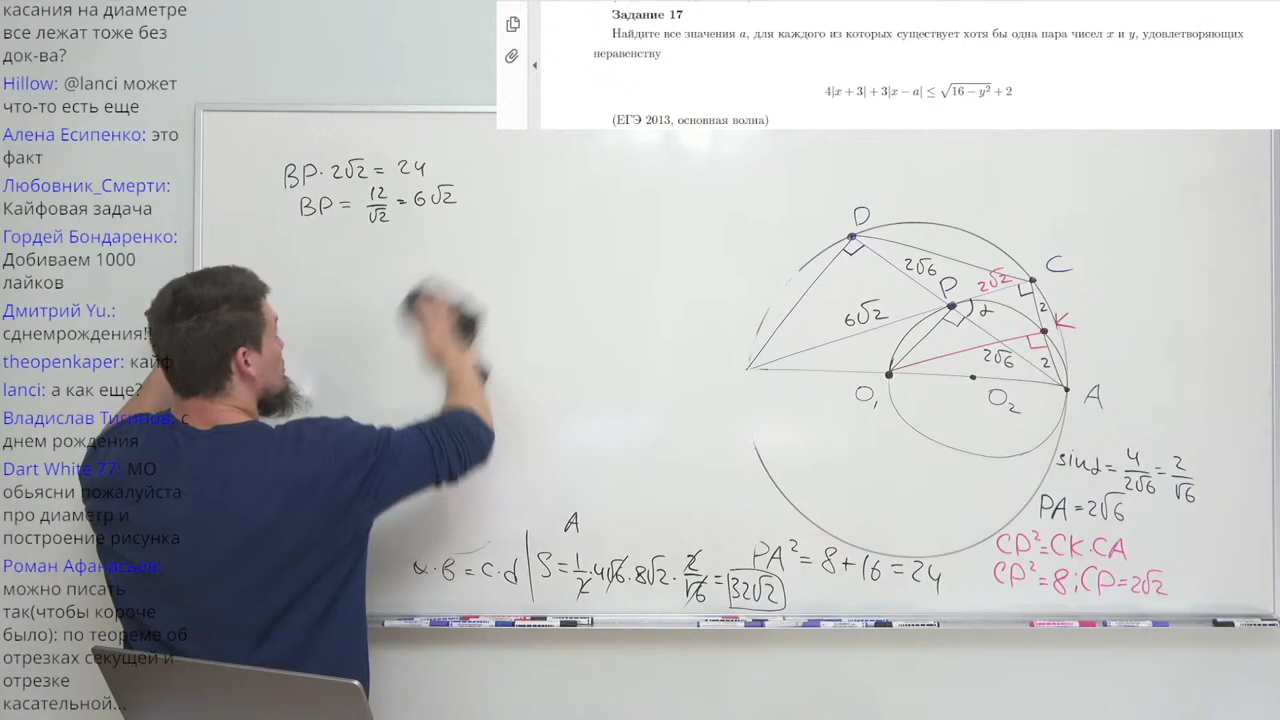 касания на диаметре
все лежат тоже без
док-ва?
Hillow: @lanci может
что-то есть еще
Алена Есипенко: это
факт
Любовник_Смерти:
Кайфовая задача
Гордей Бондаренко:
Добиваем 1000
лайков
Дмитрий Yu.:
сднемрождения!!
theopenkaper: кайф
lanci: а как еще?
Владислав Тигинов: с
днем рождения
Dart White 77: МО
обьясни пожалуйста
про диаметр и
построение рисунка
Роман Афанасьев:
можно писать
так(чтобы короче
было): по теореме об
отрезках секущей и
отрезке
касательной...
Задание 17
Найдите все значения a, для каждого из которых существует хотя бы одна пара чисел x и y, удовлетворяющих
неравенству
4|x + 3| + 3|x − a| ≤ √(16 − y²) + 2
(ЕГЭ 2013, основная волна)
BP · 2√2 = 24
BP = 12/√2 = 6√2
D
C
2√6
P
2√2
2
α
K
6√2
2√6
2
O₁
O₂
A
sinα = 4/2√6 = 2/√6
PA = 2√6
CP² = CK·CA
CP² = 8; CP = 2√2
A
a·b = c·d
S = 1/2·4√6·8√2·2/√6 = 32√2
PA² = 8 + 16 = 24